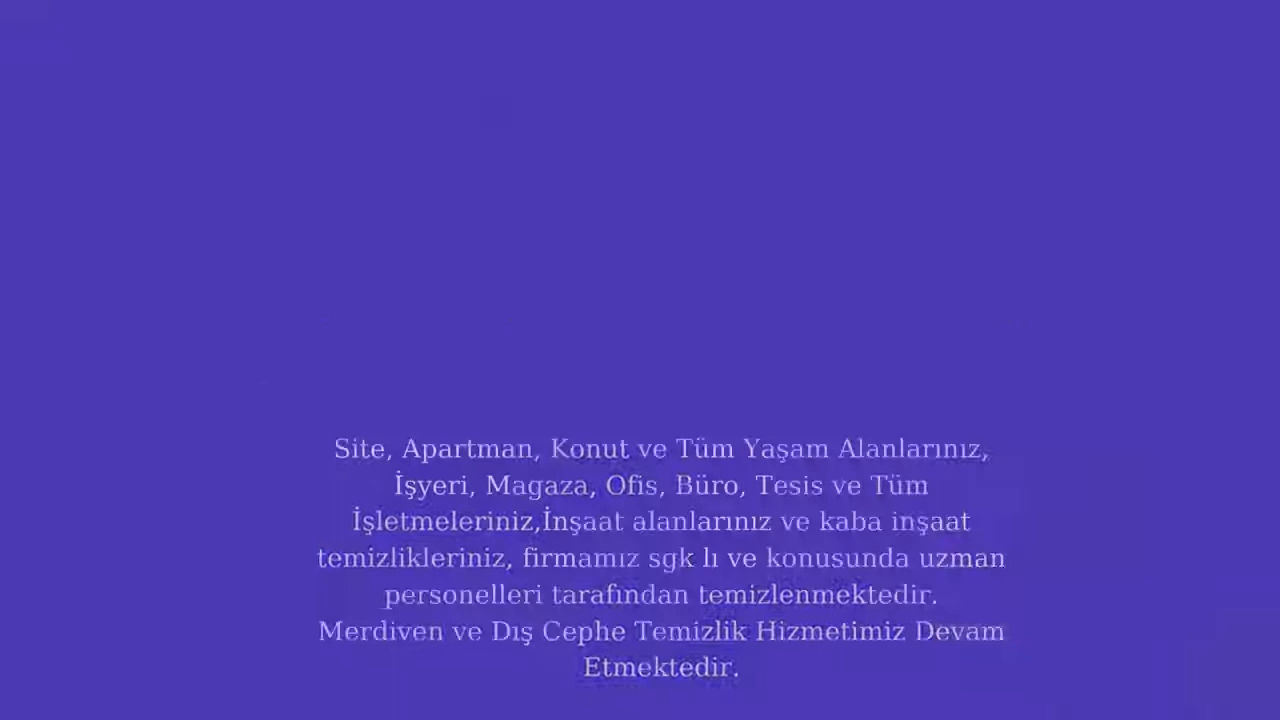 Site, Apartman, Konut ve Tüm Yaşam Alanlarınız,
İşyeri, Magaza, Ofis, Büro, Tesis ve Tüm
İşletmeleriniz,İnşaat alanlarınız ve kaba inşaat
temizlikleriniz, firmamız sgk lı ve konusunda uzman
personelleri tarafından temizlenmektedir.
Merdiven ve Dış Cephe Temizlik Hizmetimiz Devam
Etmektedir.